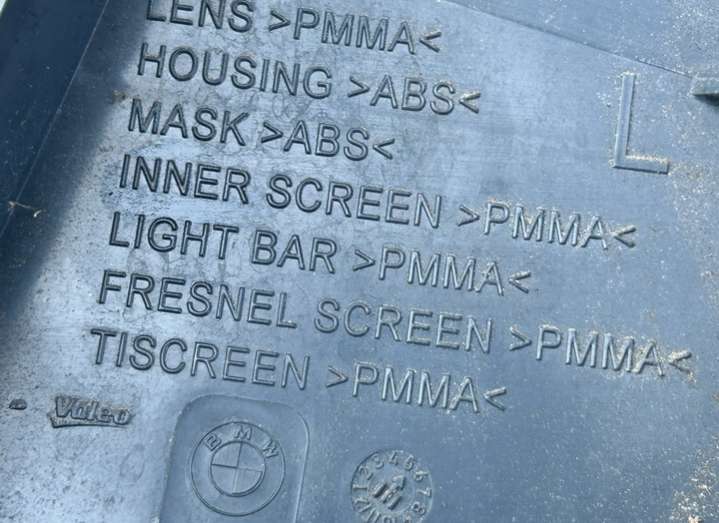 LENS >PMMA<
HOUSING >ABS<
MASK >ABS<
INNER SCREEN >PMMA<
LIGHT BAR >PMMA<
FRESNEL SCREEN >PMMA<
TISCREEN >PMMA<
L
Valeo
BMW